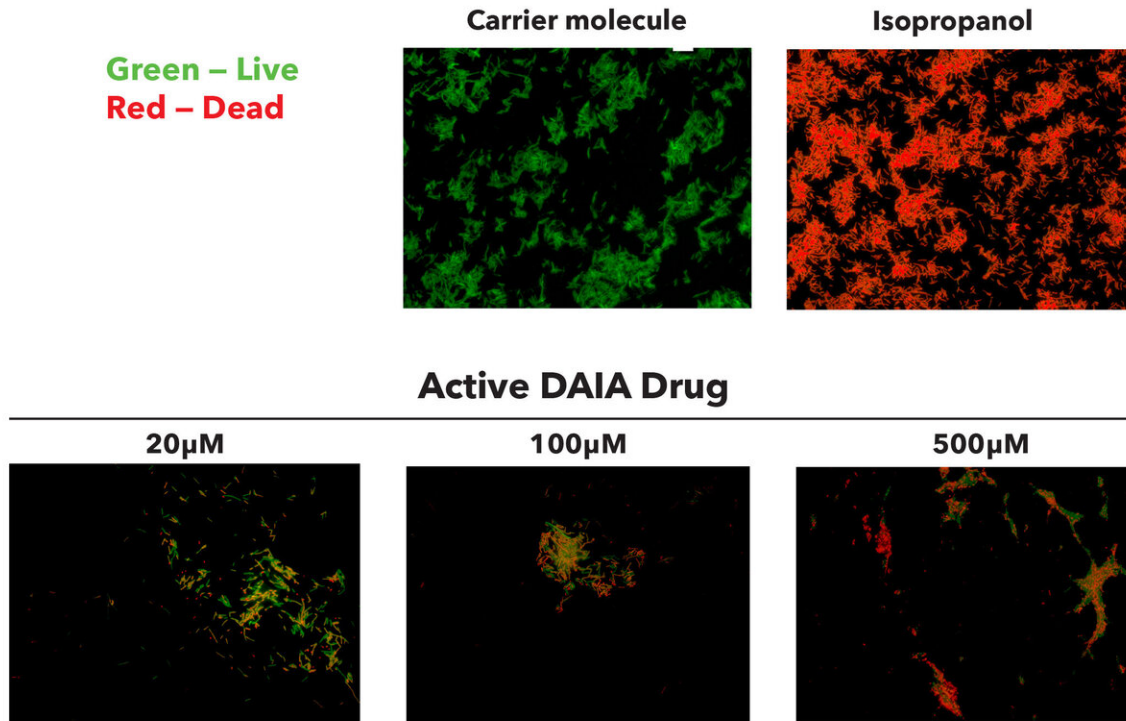 Carrier molecule
Isopropanol
Green – Live
Red – Dead
Active DAIA Drug
20µM
100µM
500µM